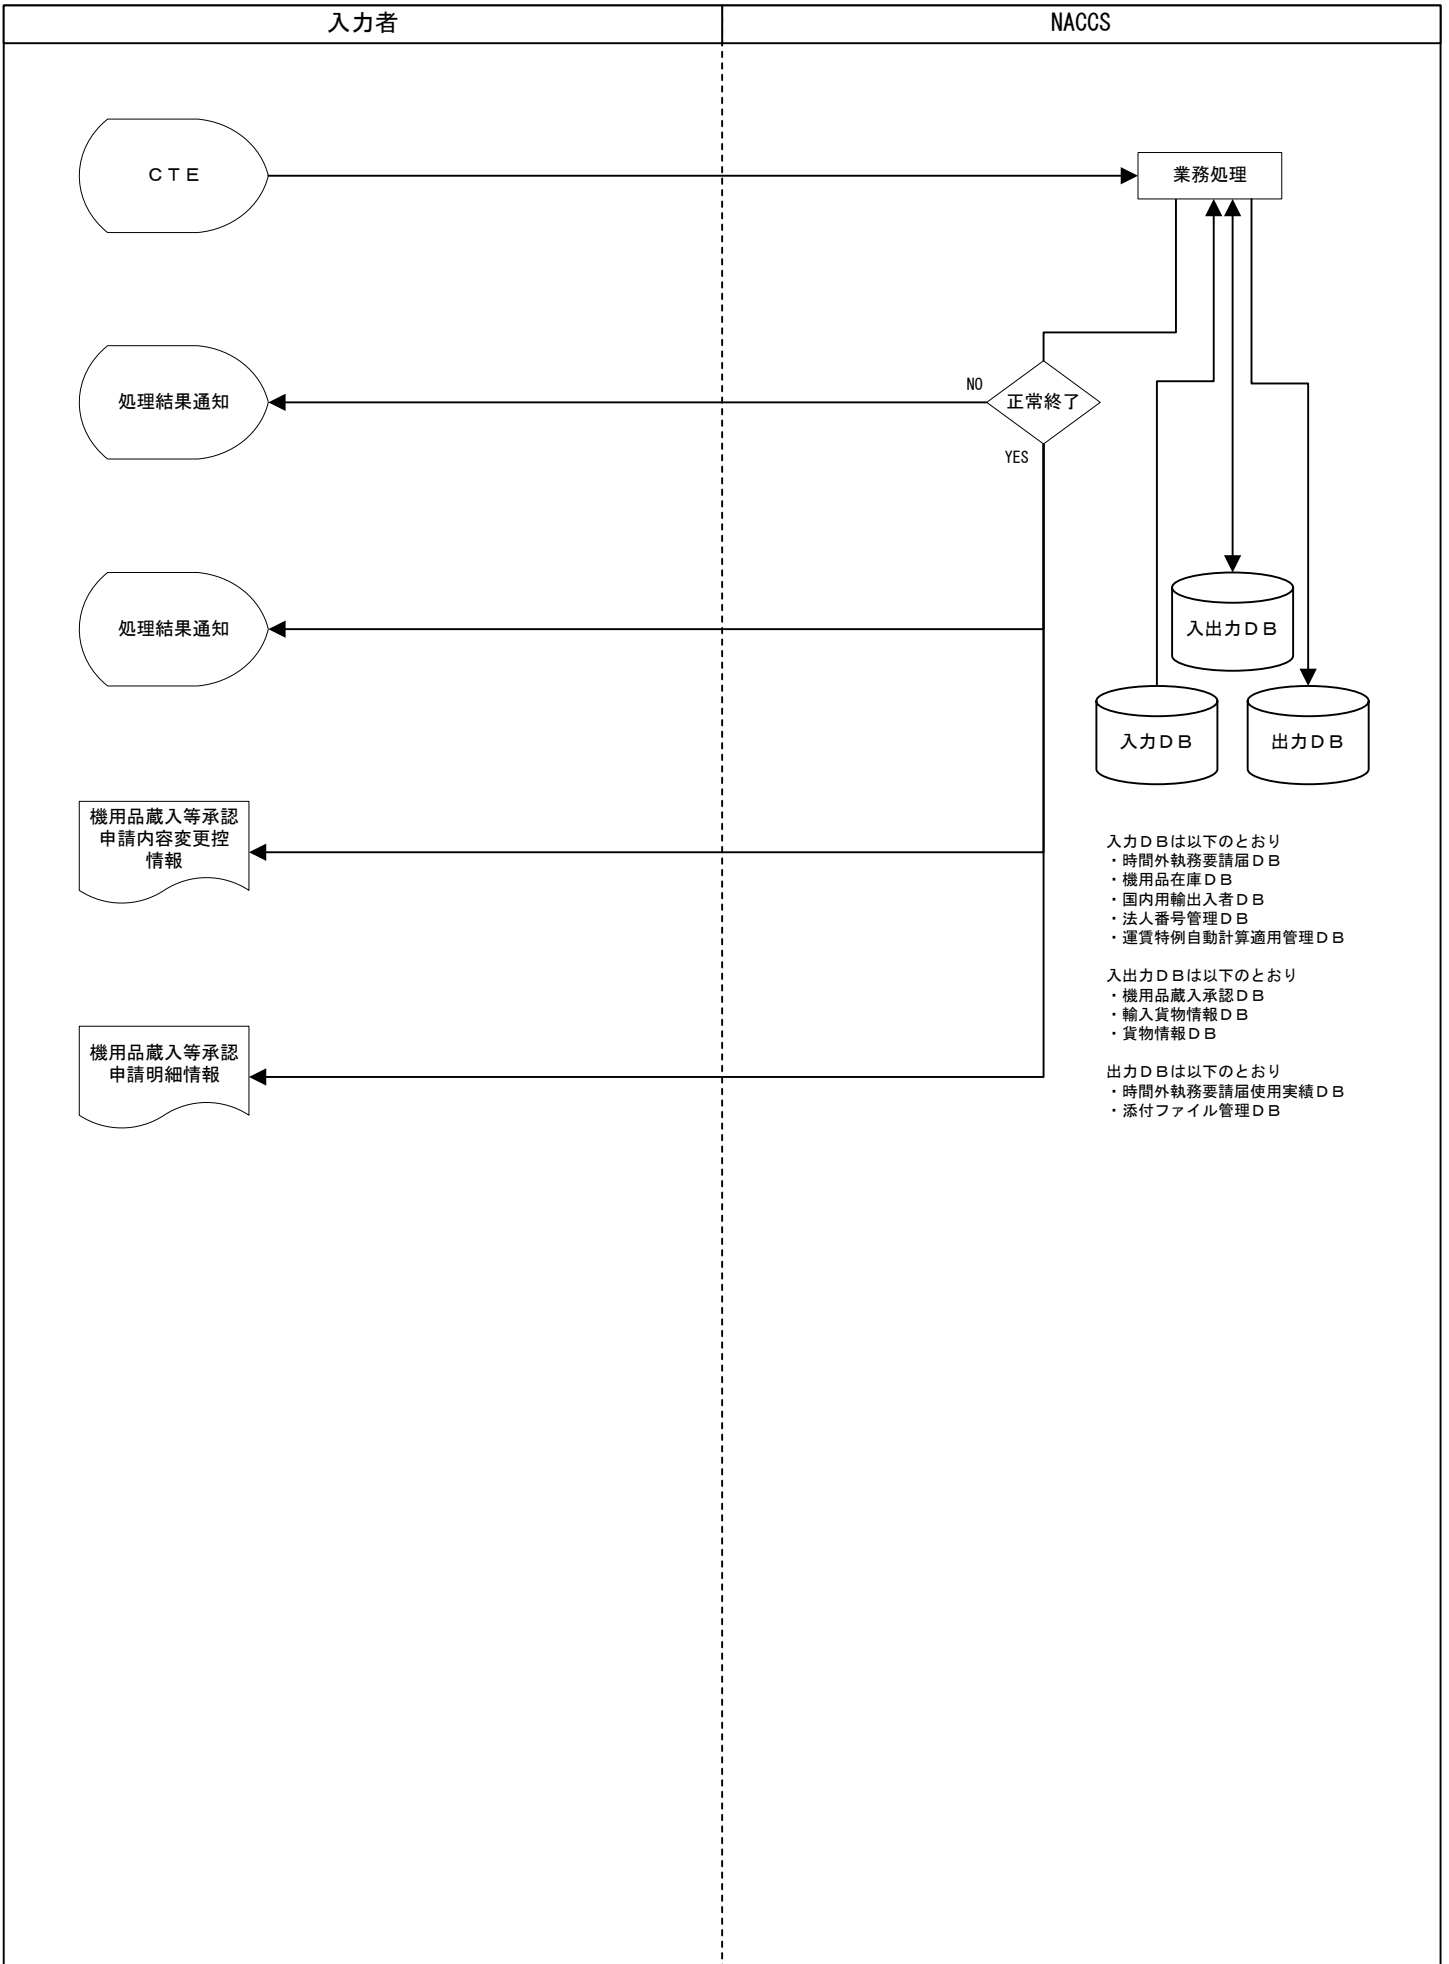 入力者
NACCS
ＣＴＥ
業務処理
処理結果通知
NO
正常終了
YES
処理結果通知
入出力ＤＢ
入力ＤＢ
出力ＤＢ
機用品蔵入等承認
申請内容変更控
情報
入力ＤＢは以下のとおり
・時間外執務要請届ＤＢ
・機用品在庫ＤＢ
・国内用輸出入者ＤＢ
・法人番号管理ＤＢ
・運賃特例自動計算適用管理ＤＢ
入出力ＤＢは以下のとおり
・機用品蔵入承認ＤＢ
・輸入貨物情報ＤＢ
・貨物情報ＤＢ
機用品蔵入等承認
申請明細情報
出力ＤＢは以下のとおり
・時間外執務要請届使用実績ＤＢ
・添付ファイル管理ＤＢ